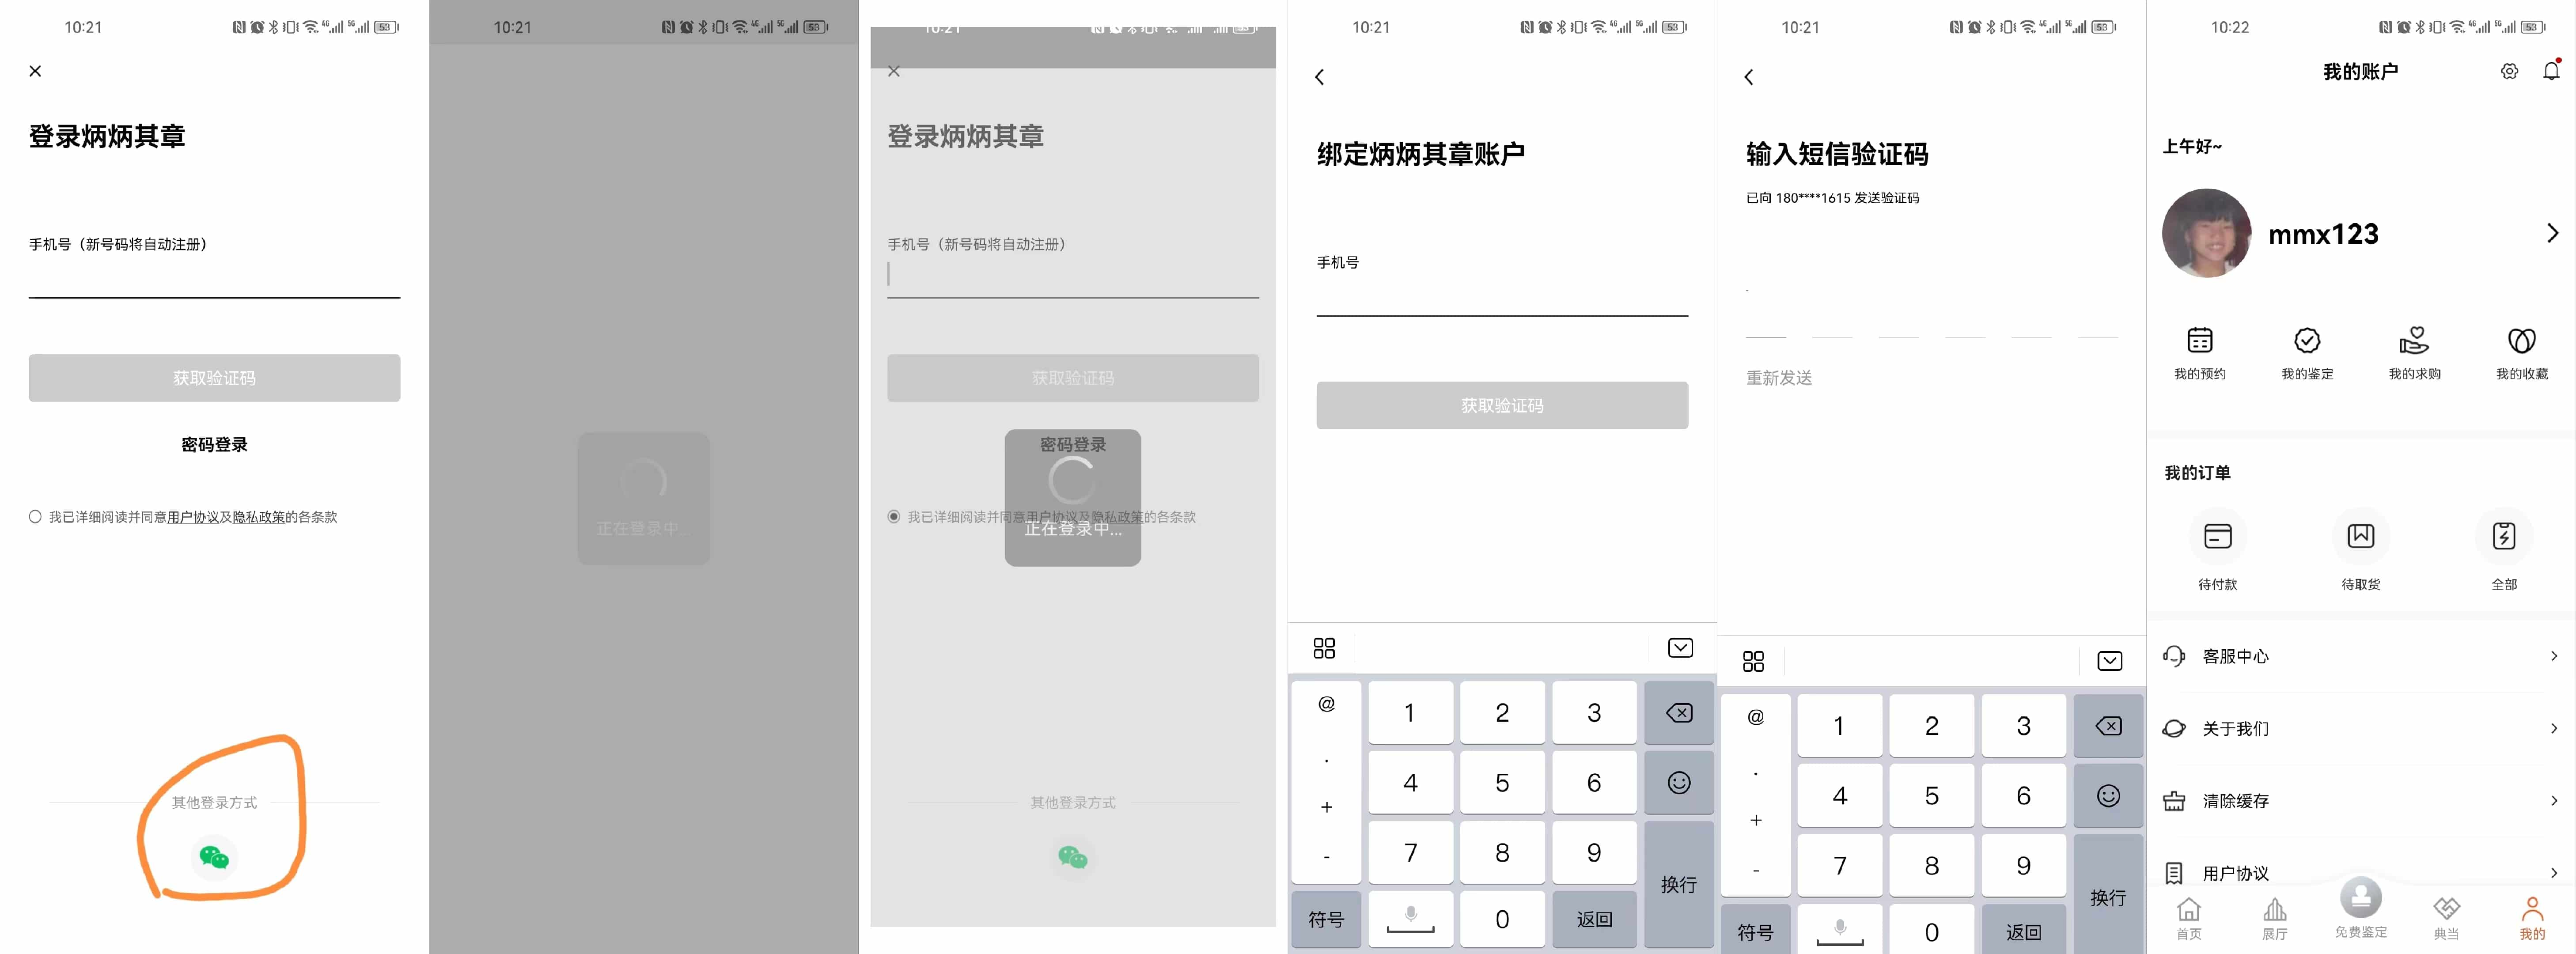 10:21
53
登录炳炳其章
手机号（新号码将自动注册）
获取验证码
密码登录
我已详细阅读并同意用户协议及隐私政策的各条款
其他登录方式
10:21
53
正在登录中...
10:21
登录炳炳其章
手机号（新号码将自动注册）
获取验证码
密码登录
我已详细阅读并同意用户协议及隐私政策的各条款
正在登录中...
其他登录方式
10:21
53
绑定炳炳其章账户
手机号
获取验证码
@ 1 2 3
. 4 5 6
+
- 7 8 9
换行
符号 0 返回
10:21
53
输入短信验证码
已向 180****1615 发送验证码
重新发送
@ 1 2 3
. 4 5 6
+
- 7 8 9
换行
符号 0 返回
10:22
53
我的账户
上午好~
mmx123
我的预约 我的鉴定 我的求购 我的收藏
我的订单
待付款 待取货 全部
客服中心
关于我们
清除缓存
用户协议
首页 展厅 免费鉴定 典当 我的